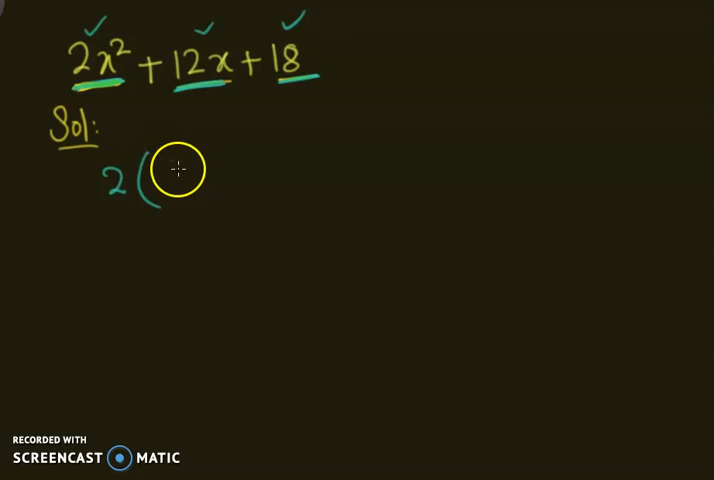 2x² + 12x + 18
Sol:
2 (
RECORDED WITH
SCREENCAST MATIC